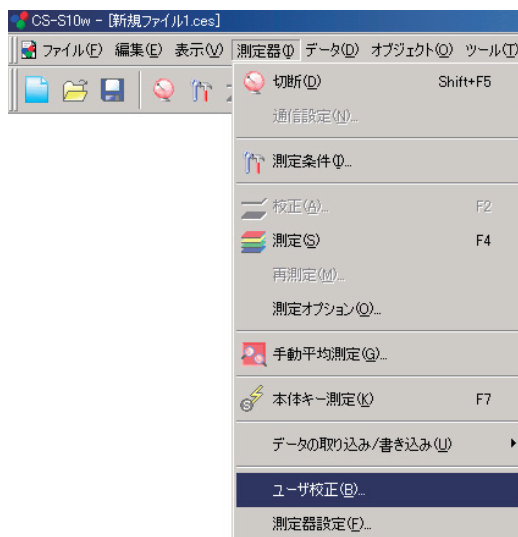 CS-S10w - [新規ファイル1.ces]
ファイル(F) 編集(E) 表示(V) 測定器(I) データ(D) オブジェクト(O) ツール(T)
切断(D) Shift+F5
通信設定(N)...
測定条件(I)...
校正(A)... F2
測定(S) F4
再測定(M)...
測定オプション(O)...
手動平均測定(G)...
本体キー測定(K) F7
データの取り込み/書き込み(U)
ユーザ校正(B)...
測定器設定(F)...